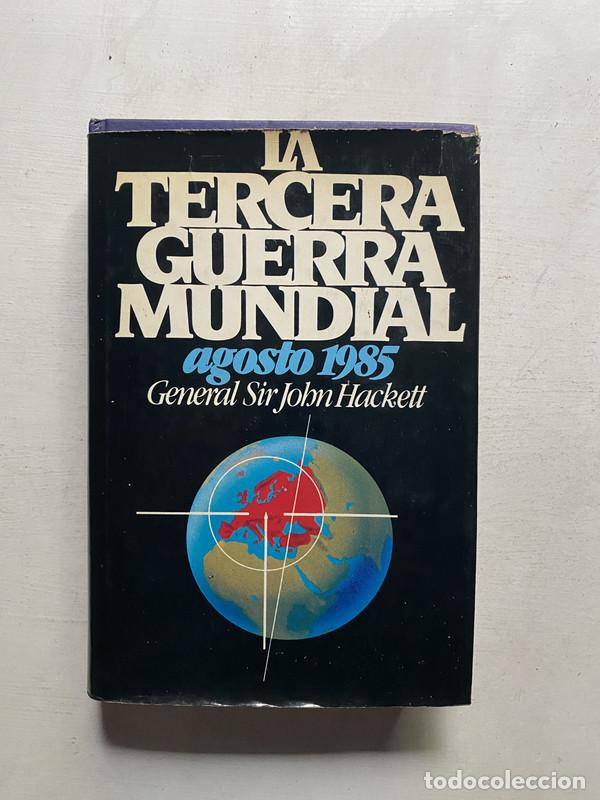 LA
TERCERA
GUERRA
MUNDIAL
agosto 1985
General Sir John Hackett
todocoleccion